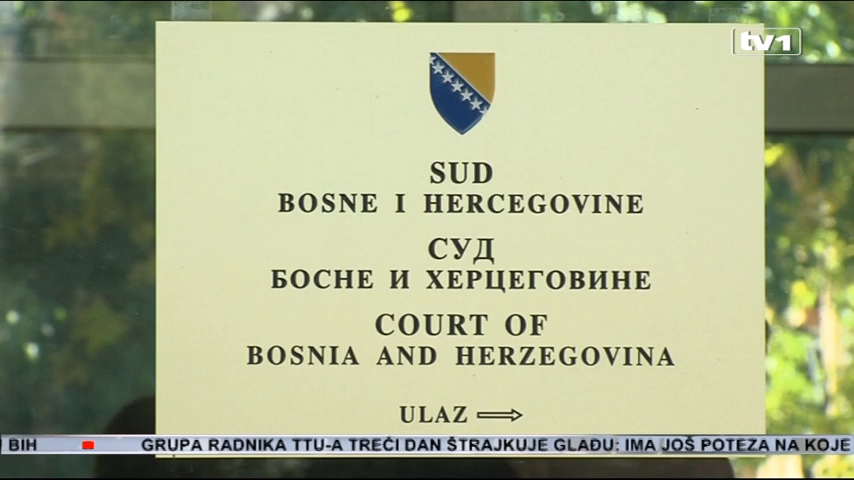 tv1
SUD
BOSNE I HERCEGOVINE
СУД
БОСНЕ И ХЕРЦЕГОВИНЕ
COURT OF
BOSNIA AND HERZEGOVINA
ULAZ
BIH GRUPA RADNIKA TTU-A TREĆI DAN ŠTRAJKUJE GLAĐU: IMA JOŠ POTEZA NA KOJE